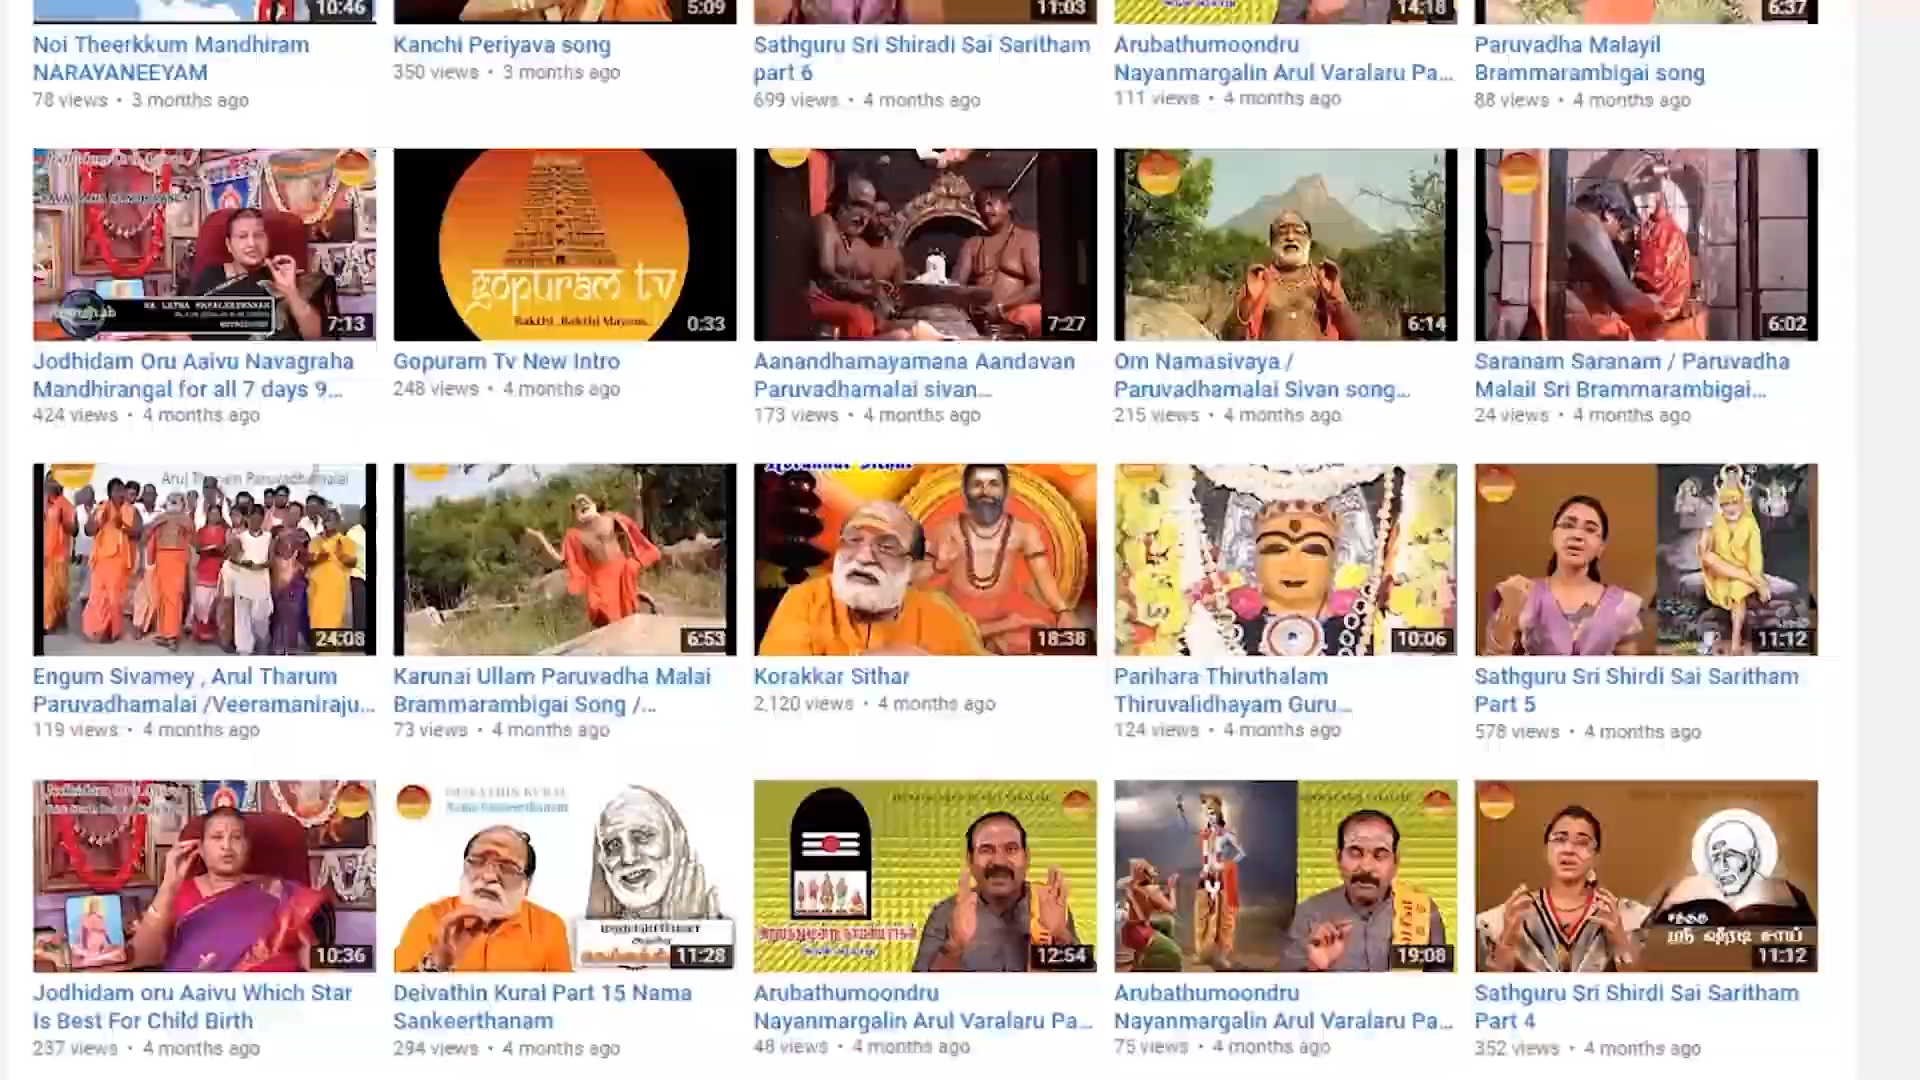 10:46
5:09
11:03
14:18
6:37
Noi Theerkkum Mandhiram
NARAYANEEYAM
78 views • 3 months ago
Kanchi Periyava song
350 views • 3 months ago
Sathguru Sri Shiradi Sai Saritham
part 6
699 views • 4 months ago
Arubathumoondru
Nayanmargalin Arul Varalaru Pa...
111 views • 4 months ago
Paruvadha Malayil
Brammarambigai song
88 views • 4 months ago
7:13
gopuram tv
Bakthi..Bakthi Mayam..
0:33
7:27
6:14
6:02
Jodhidam Oru Aaivu Navagraha
Mandhirangal for all 7 days 9...
424 views • 4 months ago
Gopuram Tv New Intro
248 views • 4 months ago
Aanandhamayamana Aandavan
Paruvadhamalai sivan...
173 views • 4 months ago
Om Namasivaya /
Paruvadhamalai Sivan song...
215 views • 4 months ago
Saranam Saranam / Paruvadha
Malail Sri Brammarambigai...
24 views • 4 months ago
Arul Tharum Paruvadhamalai
24:08
6:53
18:38
10:06
11:12
Engum Sivamey , Arul Tharum
Paruvadhamalai /Veeramaniraju...
119 views • 4 months ago
Karunai Ullam Paruvadha Malai
Brammarambigai Song /...
73 views • 4 months ago
Korakkar Sithar
2,120 views • 4 months ago
Parihara Thiruthalam
Thiruvalidhayam Guru...
124 views • 4 months ago
Sathguru Sri Shirdi Sai Saritham
Part 5
578 views • 4 months ago
10:36
DEIVATHIN KURAL
Nama Sankeerthanam
11:28
12:54
19:08
11:12
Jodhidam oru Aaivu Which Star
Is Best For Child Birth
237 views • 4 months ago
Deivathin Kural Part 15 Nama
Sankeerthanam
294 views • 4 months ago
Arubathumoondru
Nayanmargalin Arul Varalaru Pa...
48 views • 4 months ago
Arubathumoondru
Nayanmargalin Arul Varalaru Pa...
75 views • 4 months ago
Sathguru Sri Shirdi Sai Saritham
Part 4
352 views • 4 months ago